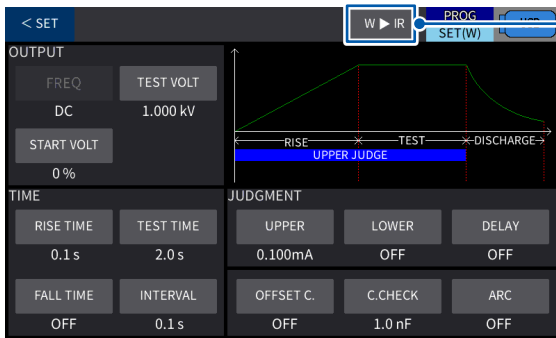 < SET
W ▶ IR
PROG
SET(W)
OUTPUT
FREQ
TEST VOLT
DC
1.000 kV
START VOLT
0 %
RISE
TEST
DISCHARGE
UPPER JUDGE
TIME
RISE TIME
TEST TIME
0.1 s
2.0 s
FALL TIME
INTERVAL
OFF
0.1 s
JUDGMENT
UPPER
LOWER
DELAY
0.100mA
OFF
OFF
OFFSET C.
C.CHECK
ARC
OFF
1.0 nF
OFF